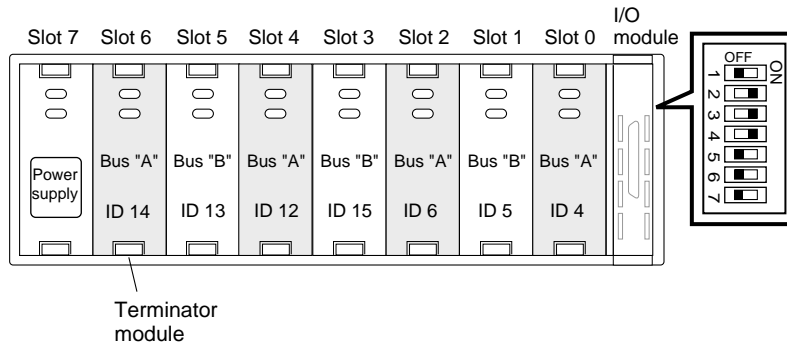 I/O
module
Slot 7 Slot 6 Slot 5 Slot 4 Slot 3 Slot 2 Slot 1 Slot 0
OFF
ON
1
2
3
4
5
6
7
Power
supply
Bus "A" Bus "B" Bus "A" Bus "B" Bus "A" Bus "B" Bus "A"
ID 14 ID 13 ID 12 ID 15 ID 6 ID 5 ID 4
Terminator
module